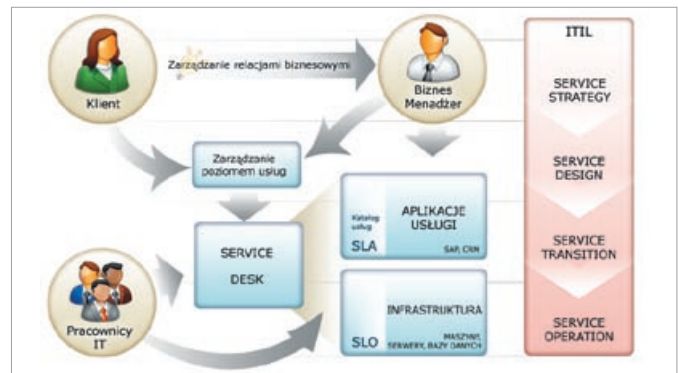 Klient
Zarządzanie relacjami biznesowymi
Biznes
Menadżer
Zarządzanie
poziomem usług
SERVICE
DESK
Pracownicy
IT
Katalog
usług
SLA
APLIKACJE
USŁUGI
SAP, CRM
SLO
INFRASTRUKTURA
MASZYNY,
SERWERY, BAZY DANYCH
ITIL
SERVICE
STRATEGY
SERVICE
DESIGN
SERVICE
TRANSITION
SERVICE
OPERATION